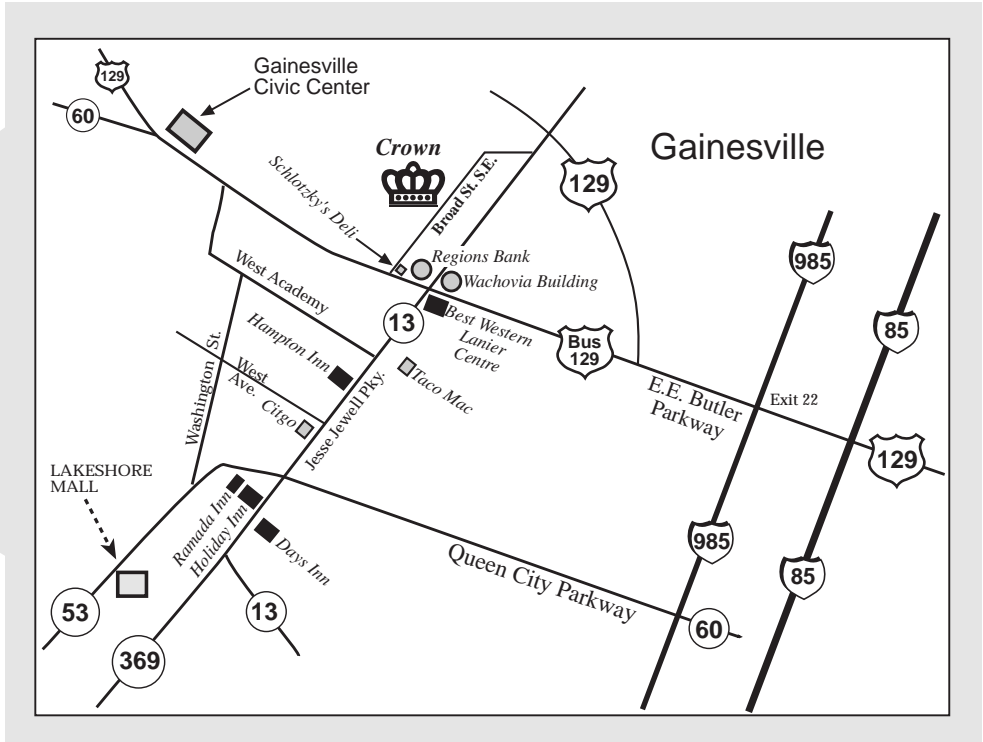 129
60
Gainesville
Civic Center
Crown
Schlotzky's Deli
Broad St. S.E.
129
Gainesville
Regions Bank
Wachovia Building
985
85
West Academy
13
Best Western
Lanier
Centre
Bus
129
Hampton Inn
Washington St.
West
Ave.
Citgo
Jesse Jewell Pky.
Taco Mac
E.E. Butler
Parkway
Exit 22
129
LAKESHORE
MALL
Ramada Inn
Holiday Inn
Days Inn
Queen City Parkway
985
85
53
13
60
369